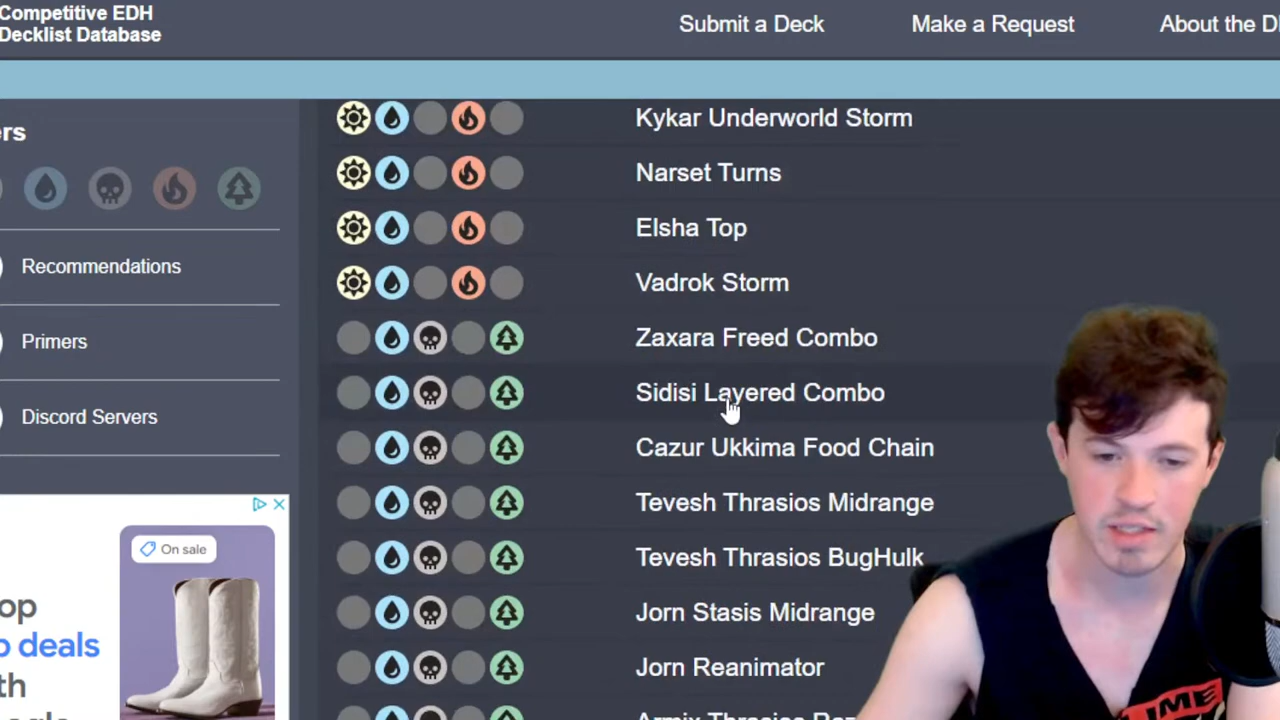 Competitive EDH
Decklist Database
Submit a Deck
Make a Request
About the
ers
Recommendations
Primers
Discord Servers
On sale
op
deals
th
Kykar Underworld Storm
Narset Turns
Elsha Top
Vadrok Storm
Zaxara Freed Combo
Sidisi Layered Combo
Cazur Ukkima Food Chain
Tevesh Thrasios Midrange
Tevesh Thrasios BugHulk
Jorn Stasis Midrange
Jorn Reanimator
Armix Thrasios